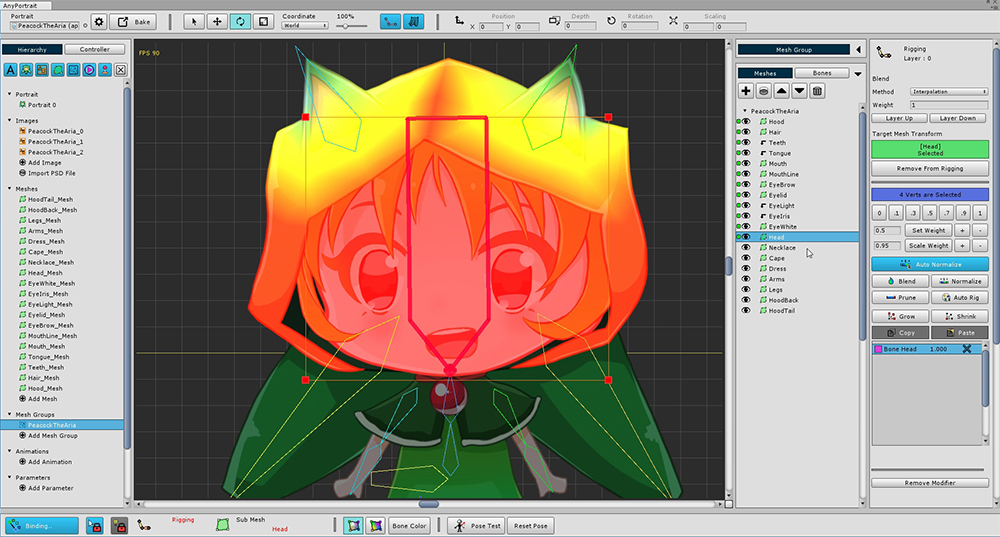 AnyPortrait
Portrait
PeacockTheAria (ap
Bake
Coordinate
World
100%
Position
X 0 Y 0
Depth
0
Rotation
0
Scaling
X 0 Y 0
Hierarchy
Controller
Portrait
Portrait 0
Images
PeacockTheAria_0
PeacockTheAria_1
PeacockTheAria_2
Add Image
Import PSD File
Meshes
HoodTail_Mesh
HoodBack_Mesh
Legs_Mesh
Arms_Mesh
Dress_Mesh
Cape_Mesh
Necklace_Mesh
Head_Mesh
EyeWhite_Mesh
EyeIris_Mesh
EyeLight_Mesh
Eyelid_Mesh
EyeBrow_Mesh
MouthLine_Mesh
Mouth_Mesh
Tongue_Mesh
Teeth_Mesh
Hair_Mesh
Hood_Mesh
Add Mesh
Mesh Groups
PeacockTheAria
Add Mesh Group
Animations
Add Animation
Parameters
Add Parameter
FPS 90
Mesh Group
Meshes
Bones
PeacockTheAria
Hood
Hair
Teeth
Tongue
Mouth
MouthLine
EyeBrow
Eyelid
EyeLight
EyeIris
EyeWhite
Head
Necklace
Cape
Dress
Arms
Legs
HoodBack
HoodTail
Rigging
Layer : 0
Blend
Method Interpolation
Weight 1
Layer Up Layer Down
Target Mesh Transform
[Head]
Selected
Remove From Rigging
4 Verts are Selected
0 .1 .3 .5 .7 .9 1
0.5 Set Weight + -
0.95 Scale Weight + -
Auto Normalize
Blend Normalize
Prune Auto Rig
Grow Shrink
Copy Paste
Bone Head 1.000
Remove Modifier
Binding...
Rigging
Sub Mesh
Head
Bone Color
Pose Test
Reset Pose